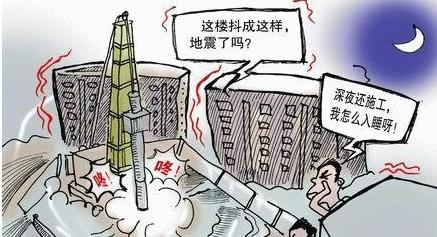 这楼抖成这样，
地震了吗？
深夜还施工，
我怎么入睡呀！
咚！
咚！